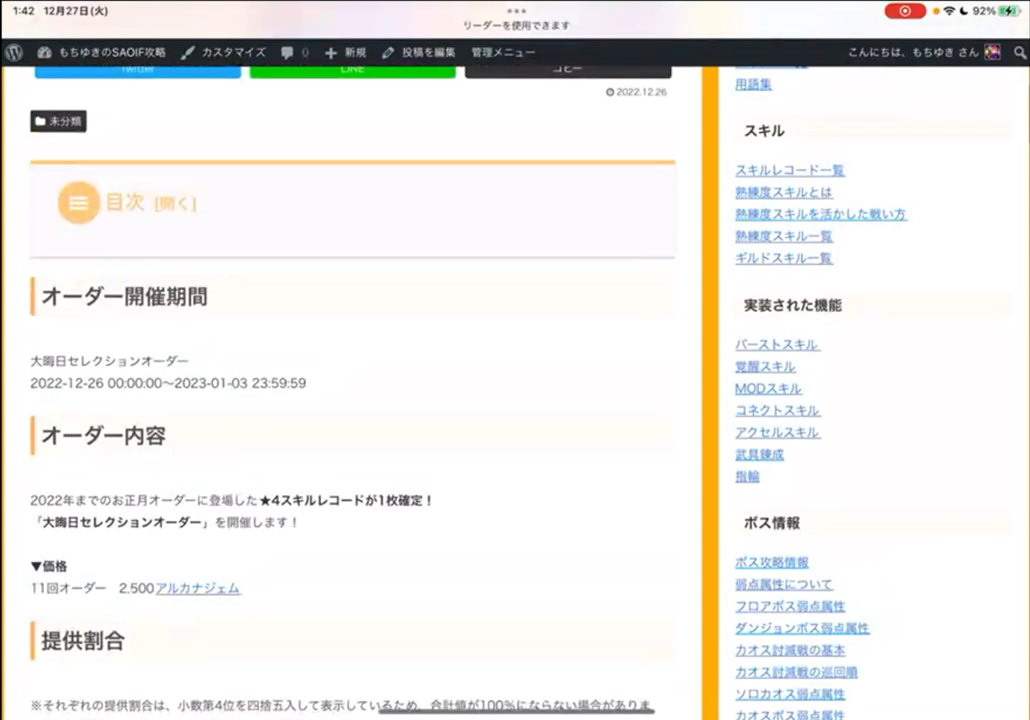 1:42 12月27日(火)
リーダーを使用できます
92%
もちゆきのSAOIF攻略 カスタマイズ 0 新規 投稿を編集 管理メニュー
こんにちは、もちゆき さん
Twitter
LINE
コピー
2022.12.26
未分類
目次 [開く]
オーダー開催期間
大晦日セレクションオーダー
2022-12-26 00:00:00〜2023-01-03 23:59:59
オーダー内容
2022年までのお正月オーダーに登場した★4スキルレコードが1枚確定！
「大晦日セレクションオーダー」を開催します！
▼価格
11回オーダー 2,500アルカナジェム
提供割合
※それぞれの提供割合は、小数第4位を四捨五入して表示しているため、合計値が100%にならない場合がありま
用語集
スキル
スキルレコード一覧
熟練度スキルとは
熟練度スキルを活かした戦い方
熟練度スキル一覧
ギルドスキル一覧
実装された機能
バーストスキル
覚醒スキル
MODスキル
コネクトスキル
アクセルスキル
武具錬成
指輪
ボス情報
ボス攻略情報
弱点属性について
フロアボス弱点属性
ダンジョンボス弱点属性
カオス討滅戦の基本
カオス討滅戦の巡回順
ソロカオス弱点属性
カオスボス弱点属性